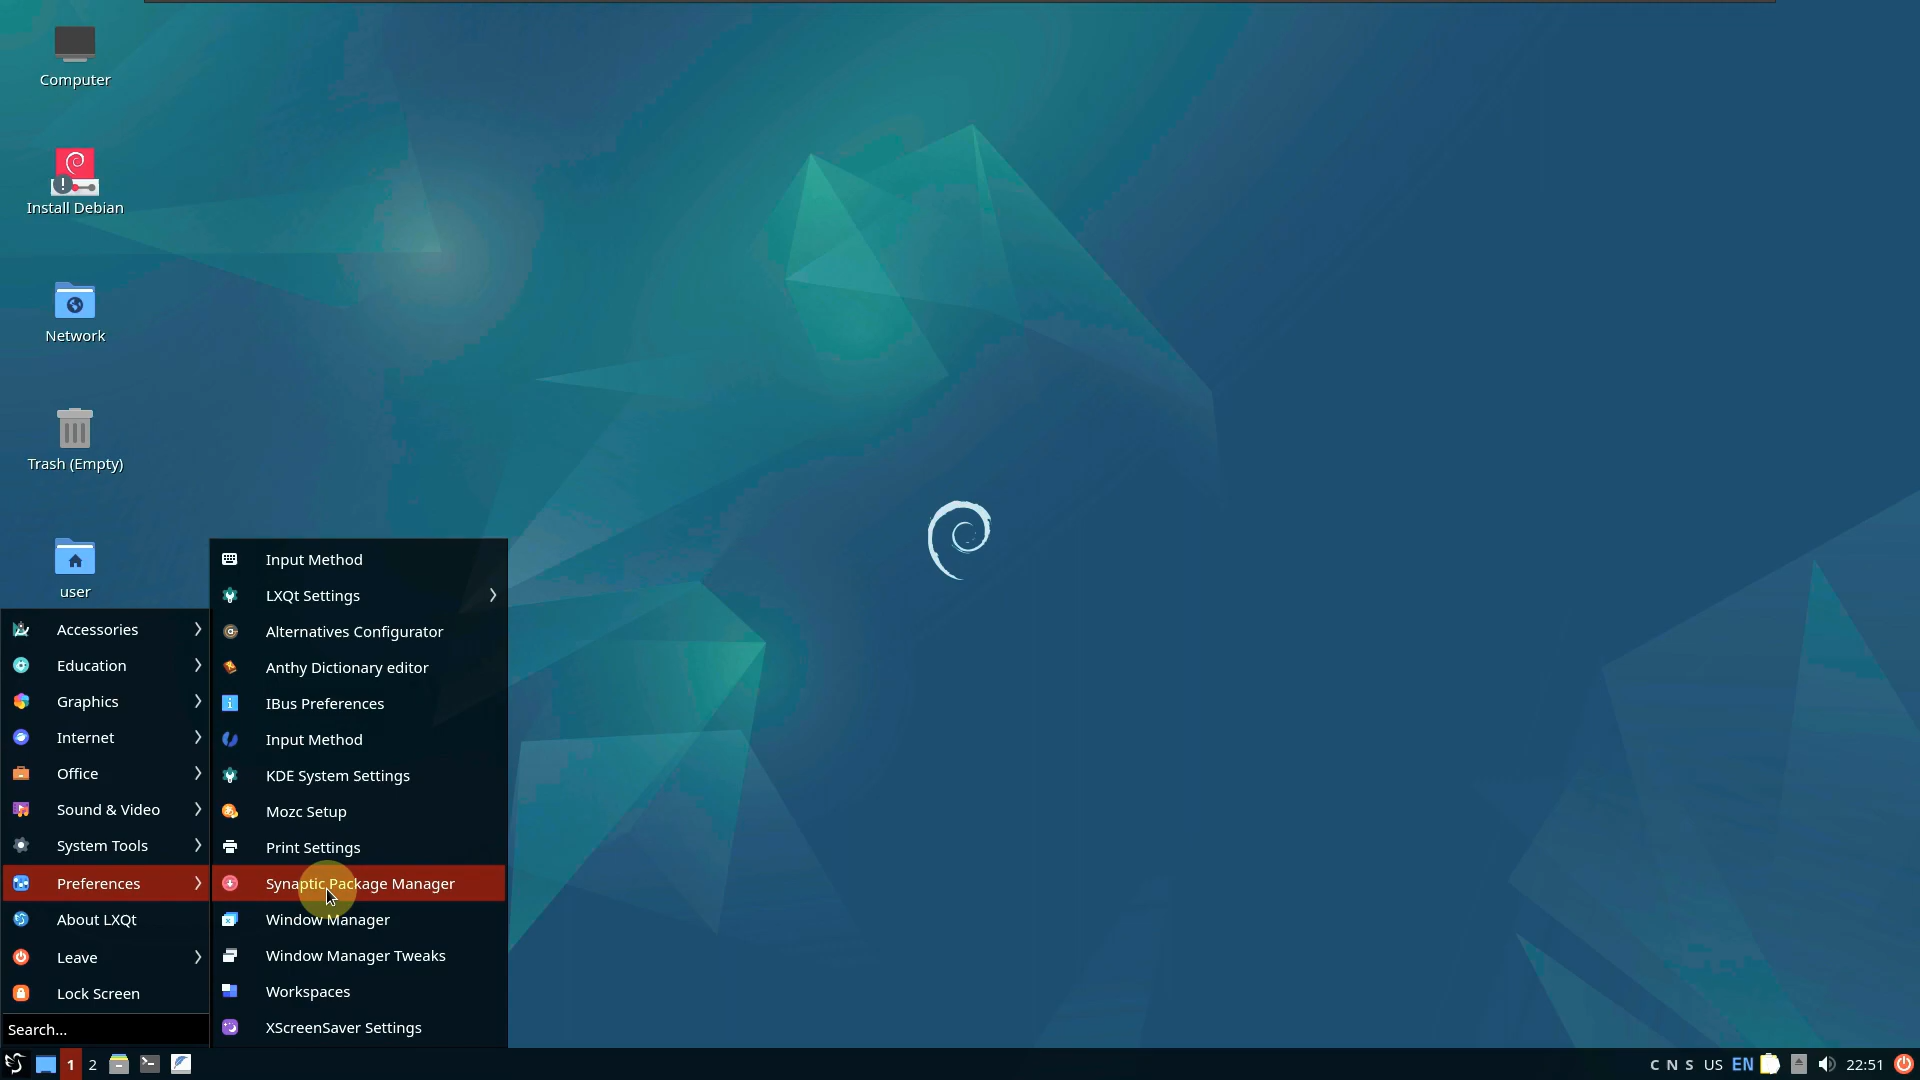 Computer
Install Debian
Network
Trash (Empty)
user
Accessories
Education
Graphics
Internet
Office
Sound & Video
System Tools
Preferences
About LXQt
Leave
Lock Screen
Search...
Input Method
LXQt Settings
Alternatives Configurator
Anthy Dictionary editor
IBus Preferences
Input Method
KDE System Settings
Mozc Setup
Print Settings
Synaptic Package Manager
Window Manager
Window Manager Tweaks
Workspaces
XScreenSaver Settings
1 2 C N S US EN 22:51